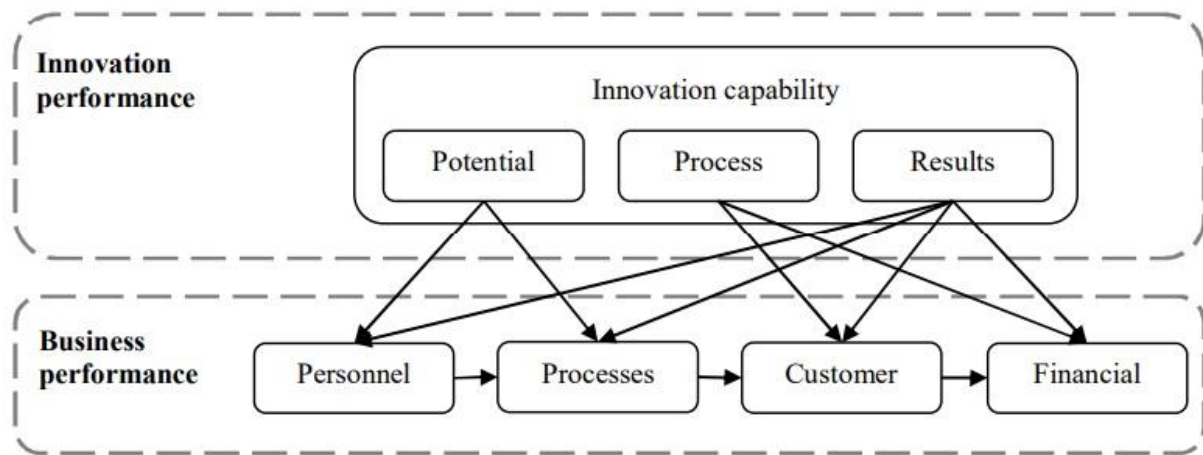 Innovation
performance
Innovation capability
Potential
Process
Results
Business
performance
Personnel
Processes
Customer
Financial